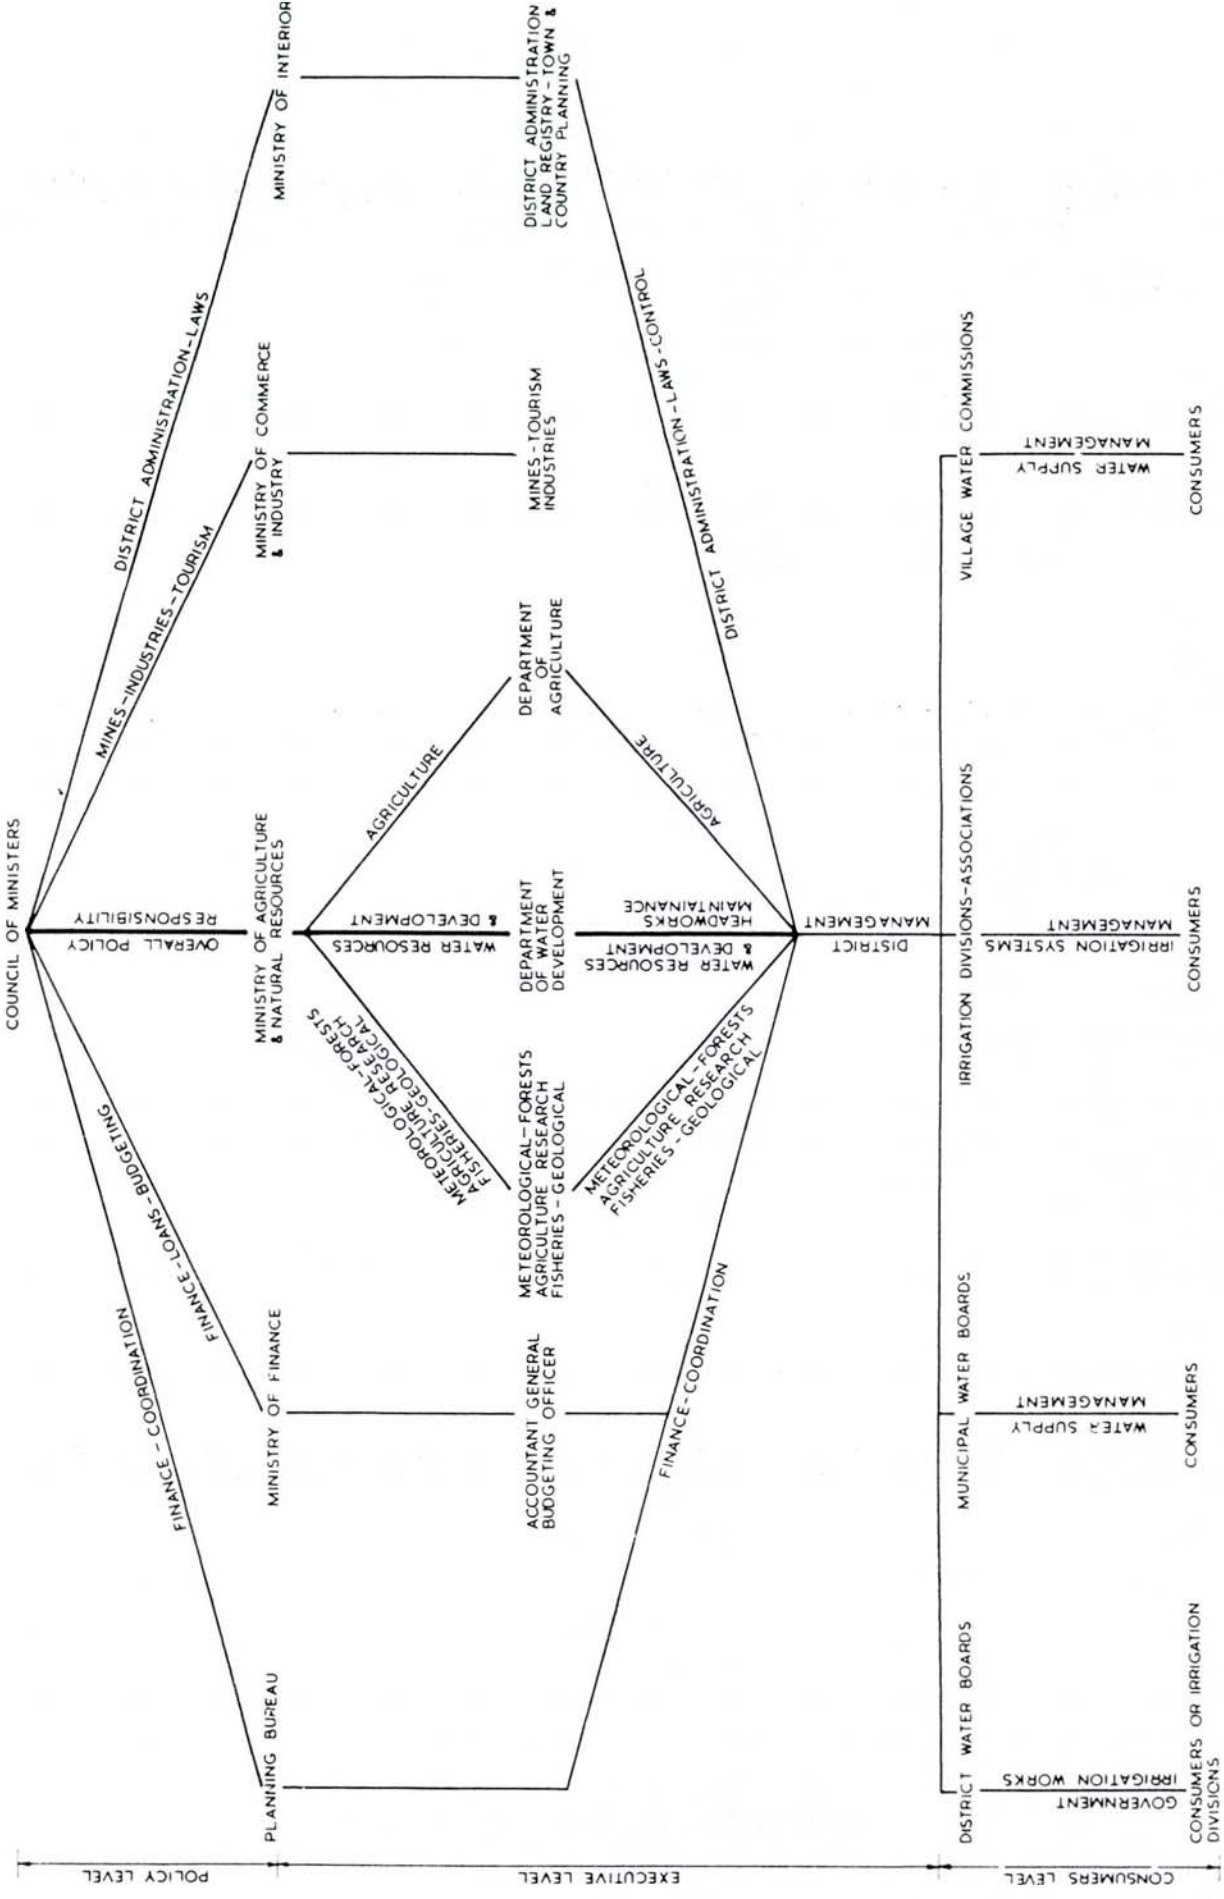 COUNCIL OF MINISTERS
FINANCE - COORDINATION
FINANCE-LOANS-BUDGETING
OVERALL POLICY
RESPONSIBILITY
MINES-INDUSTRIES-TOURISM
DISTRICT ADMINISTRATION-LAWS
POLICY LEVEL
PLANNING BUREAU
MINISTRY OF FINANCE
MINISTRY OF AGRICULTURE
& NATURAL RESOURCES
MINISTRY OF COMMERCE
& INDUSTRY
MINISTRY OF INTERIOR
METEOROLOGICAL-FORESTS
AGRICULTURE RESEARCH
FISHERIES-GEOLOGICAL
WATER RESOURCES
& DEVELOPMENT
AGRICULTURE
EXECUTIVE LEVEL
ACCOUNTANT GENERAL
BUDGETING OFFICER
METEOROLOGICAL-FORESTS
AGRICULTURE RESEARCH
FISHERIES-GEOLOGICAL
DEPARTMENT
OF WATER
DEVELOPMENT
DEPARTMENT
OF
AGRICULTURE
MINES-TOURISM
INDUSTRIES
DISTRICT ADMINISTRATION
LAND REGISTRY-TOWN &
COUNTRY PLANNING
FINANCE-COORDINATION
METEOROLOGICAL-FORESTS
AGRICULTURE RESEARCH
FISHERIES - GEOLOGICAL
WATER RESOURCES
& DEVELOPMENT
HEADWORKS
MAINTAINANCE
AGRICULTURE
DISTRICT ADMINISTRATION-LAWS-CONTROL
DISTRICT
MANAGEMENT
DISTRICT WATER BOARDS
MUNICIPAL WATER BOARDS
IRRIGATION DIVISIONS-ASSOCIATIONS
VILLAGE WATER COMMISSIONS
CONSUMERS LEVEL
GOVERNMENT
IRRIGATION WORKS
WATER SUPPLY
MANAGEMENT
IRRIGATION SYSTEMS
MANAGEMENT
WATER SUPPLY
MANAGEMENT
CONSUMERS OR IRRIGATION
DIVISIONS
CONSUMERS
CONSUMERS
CONSUMERS